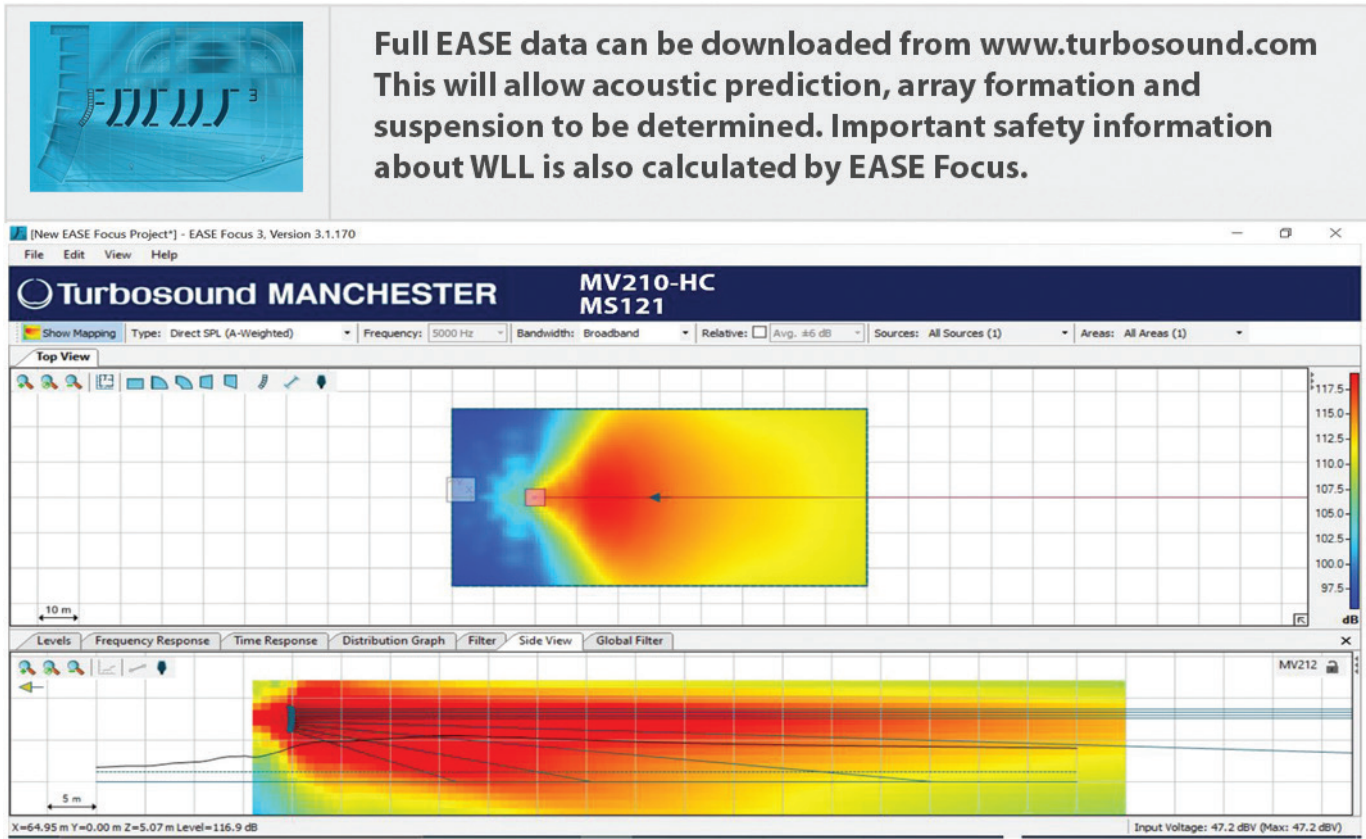 Full EASE data can be downloaded from www.turbosound.com
This will allow acoustic prediction, array formation and
suspension to be determined. Important safety information
about WLL is also calculated by EASE Focus.
[New EASE Focus Project*] - EASE Focus 3, Version 3.1.170
File Edit View Help
Turbosound MANCHESTER
MV210-HC
MS121
Show Mapping Type: Direct SPL (A-Weighted) Frequency: 5000 Hz Bandwidth: Broadband Relative: Avg. ±6 dB Sources: All Sources (1) Areas: All Areas (1)
Top View
117.5
115.0
112.5
110.0
107.5
105.0
102.5
100.0
97.5
10 m
dB
Levels Frequency Response Time Response Distribution Graph Filter Side View Global Filter
MV212
5 m
X=64.95 m Y=0.00 m Z=5.07 m Level=116.9 dB Input Voltage: 47.2 dBV (Max: 47.2 dBV)